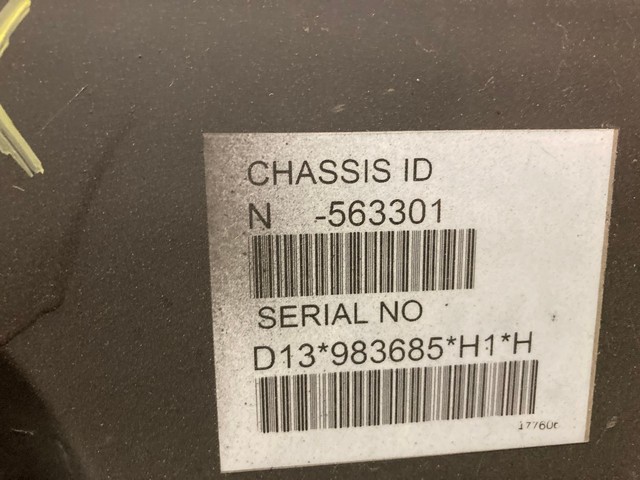 CHASSIS ID
N -563301
SERIAL NO
D13*983685*H1*H